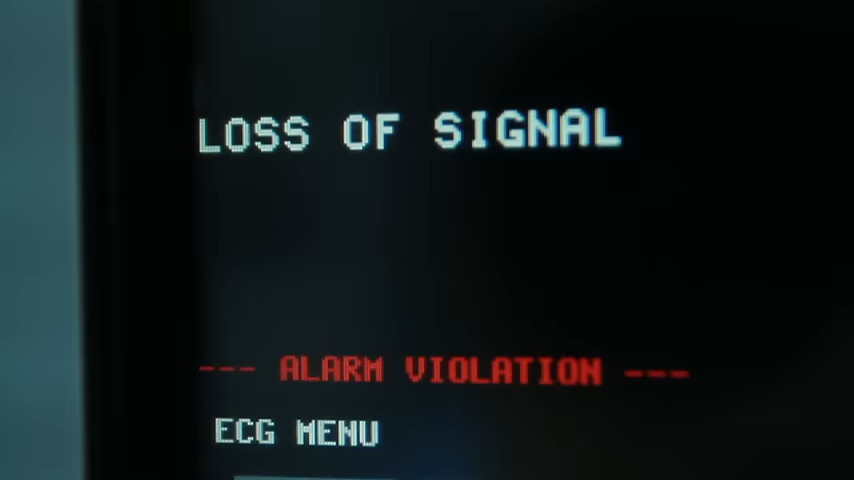 LOSS OF SIGNAL
--- ALARM VIOLATION ---
ECG MENU